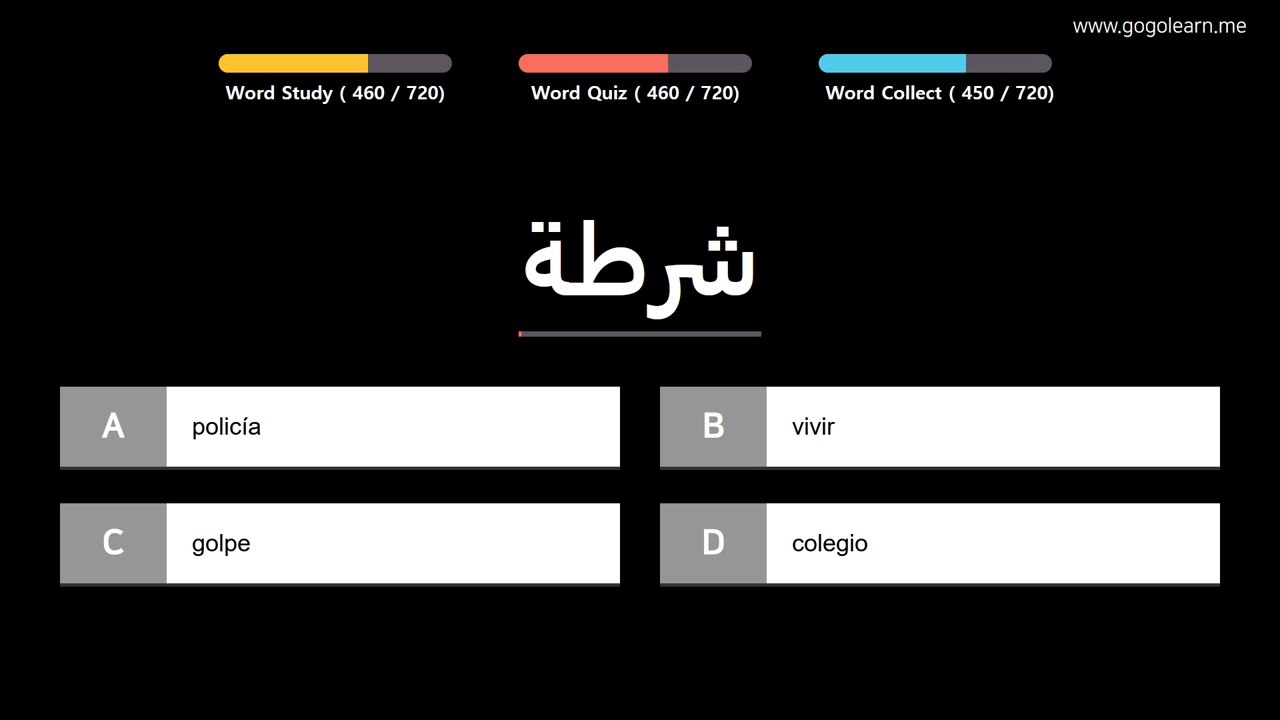 www.gogolearn.me
Word Study ( 460 / 720)
Word Quiz ( 460 / 720)
Word Collect ( 450 / 720)
شرطة
A policía
B vivir
C golpe
D colegio